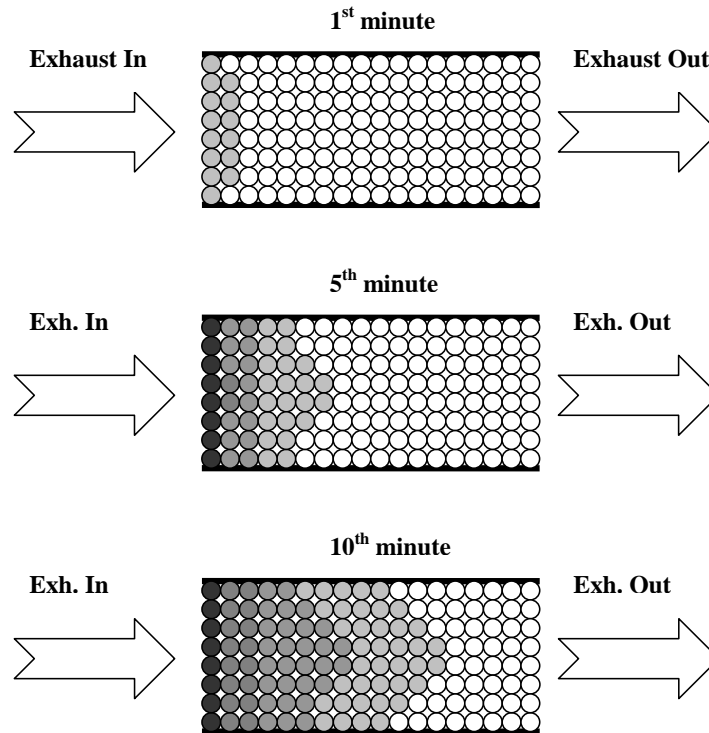 1st minute
Exhaust In
Exhaust Out
5th minute
Exh. In
Exh. Out
10th minute
Exh. In
Exh. Out